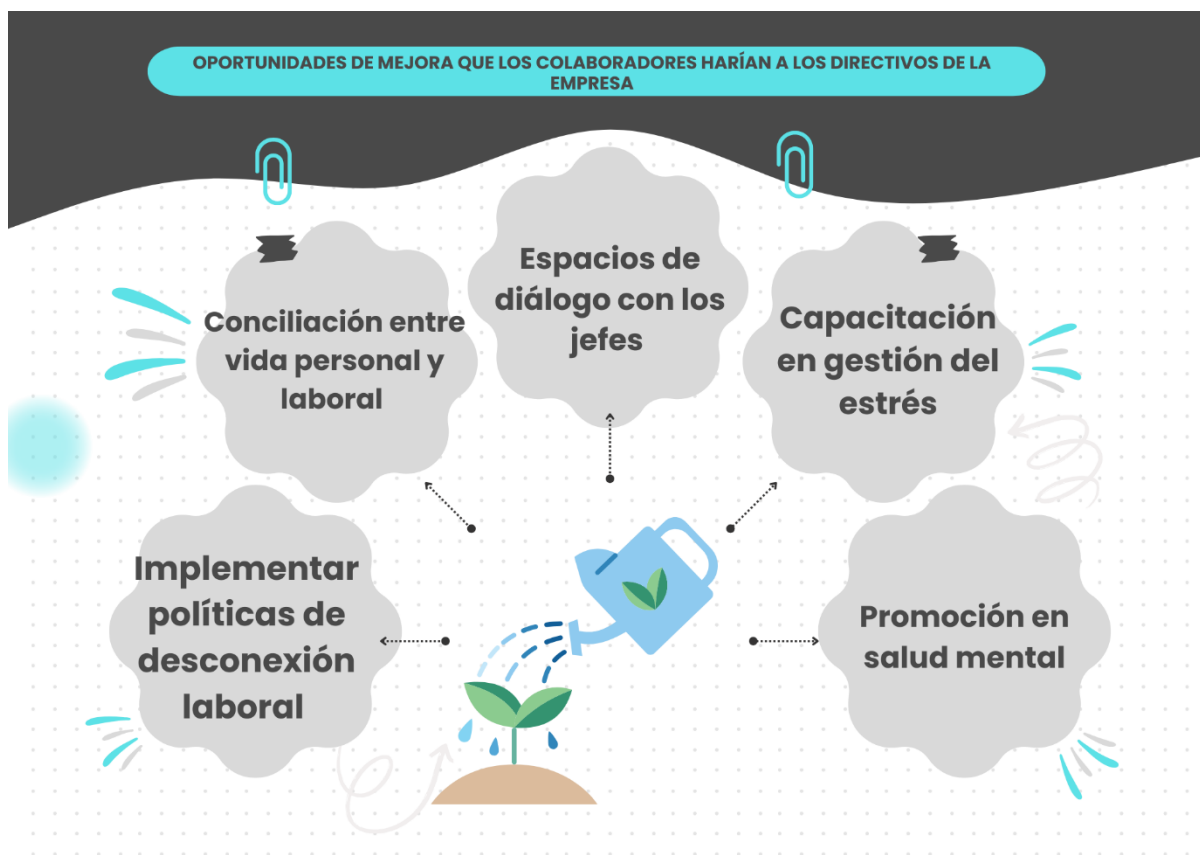 OPORTUNIDADES DE MEJORA QUE LOS COLABORADORES HARÍAN A LOS DIRECTIVOS DE LA
EMPRESA
Espacios de
diálogo con los
jefes
Conciliación entre
vida personal y
laboral
Capacitación
en gestión del
estrés
Implementar
políticas de
desconexión
laboral
Promoción en
salud mental